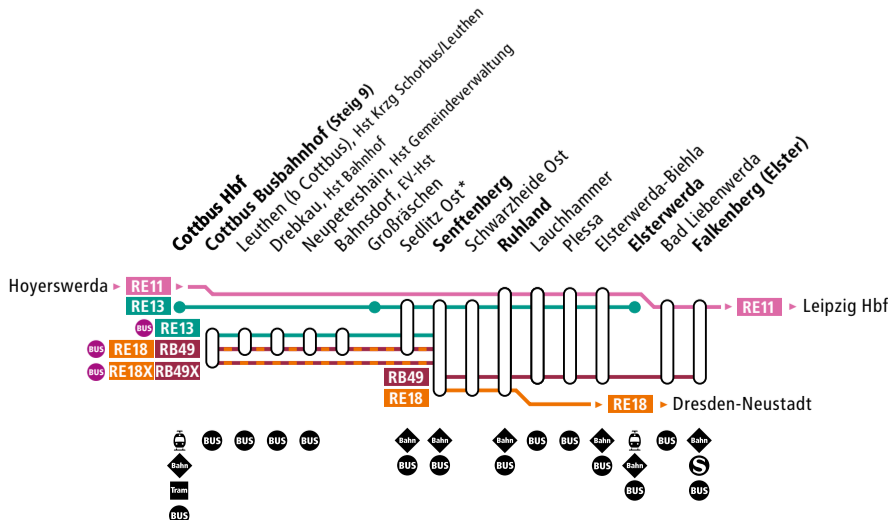 Cottbus Hbf
Cottbus Busbahnhof (Steig 9)
Leuthen (b Cottbus), Hst Krzg Schorbus/Leuthen
Drebkau, Hst Bahnhof
Neupetershain, Hst Gemeindeverwaltung
Bahnsdorf, EV-Hst
Großräschen
Sedlitz Ost *
Senftenberg
Schwarzheide Ost
Ruhland
Lauchhammer
Plessa
Elsterwerda-Biehla
Elsterwerda
Bad Liebenwerda
Falkenberg (Elster)
Hoyerswerda RE11 RE11 Leipzig Hbf
RE13
BUS RE13
BUS RE18 RB49
BUS RE18X RB49X RB49
RE18 RE18 Dresden-Neustadt
BUS BUS BUS BUS Bahn Bahn Bahn BUS BUS Bahn BUS Bahn
Bahn BUS BUS BUS BUS Bahn S
Tram BUS BUS
BUS